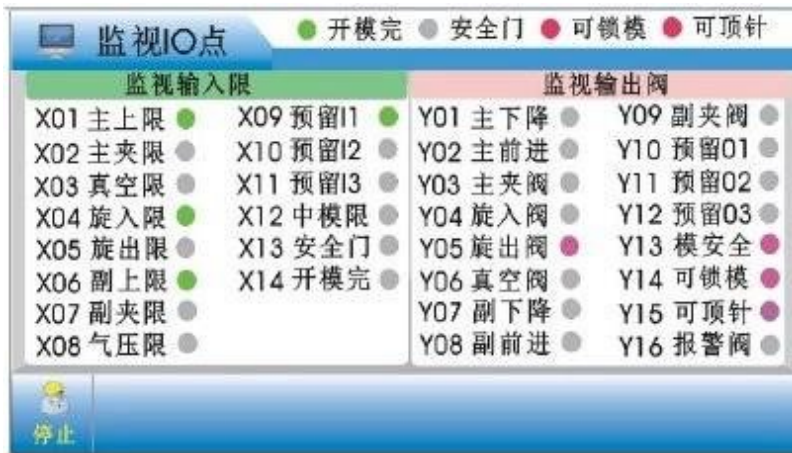 监视IO点
开模完 安全门 可锁模 可顶针
监视输入限
X01 主上限
X02 主夹限
X03 真空限
X04 旋入限
X05 旋出限
X06 副上限
X07 副夹限
X08 气压限
X09 预留I1
X10 预留I2
X11 预留I3
X12 中模限
X13 安全门
X14 开模完
监视输出阀
Y01 主下降
Y02 主前进
Y03 主夹阀
Y04 旋入阀
Y05 旋出阀
Y06 真空阀
Y07 副下降
Y08 副前进
Y09 副夹阀
Y10 预留01
Y11 预留02
Y12 预留03
Y13 模安全
Y14 可锁模
Y15 可顶针
Y16 报警阀
停止